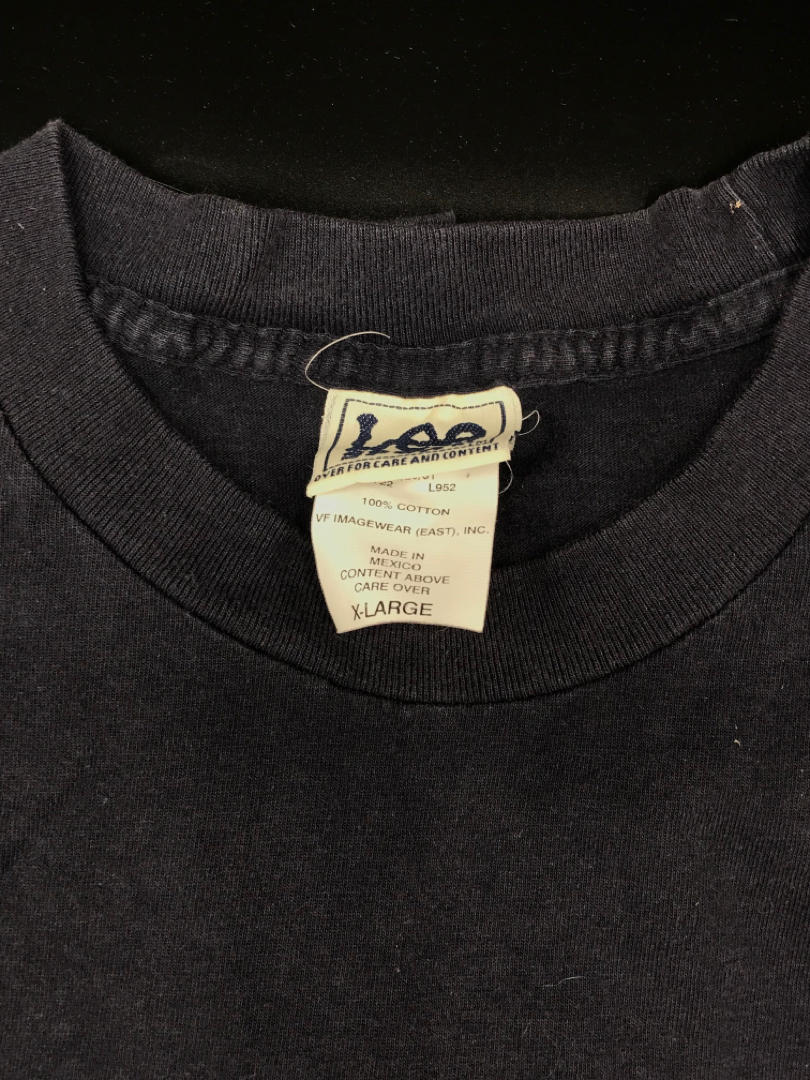 Lee
OVER FOR CARE AND CONTENT
L952
100% COTTON
VF IMAGEWEAR (EAST), INC.
MADE IN
MEXICO
CONTENT ABOVE
CARE OVER
X-LARGE